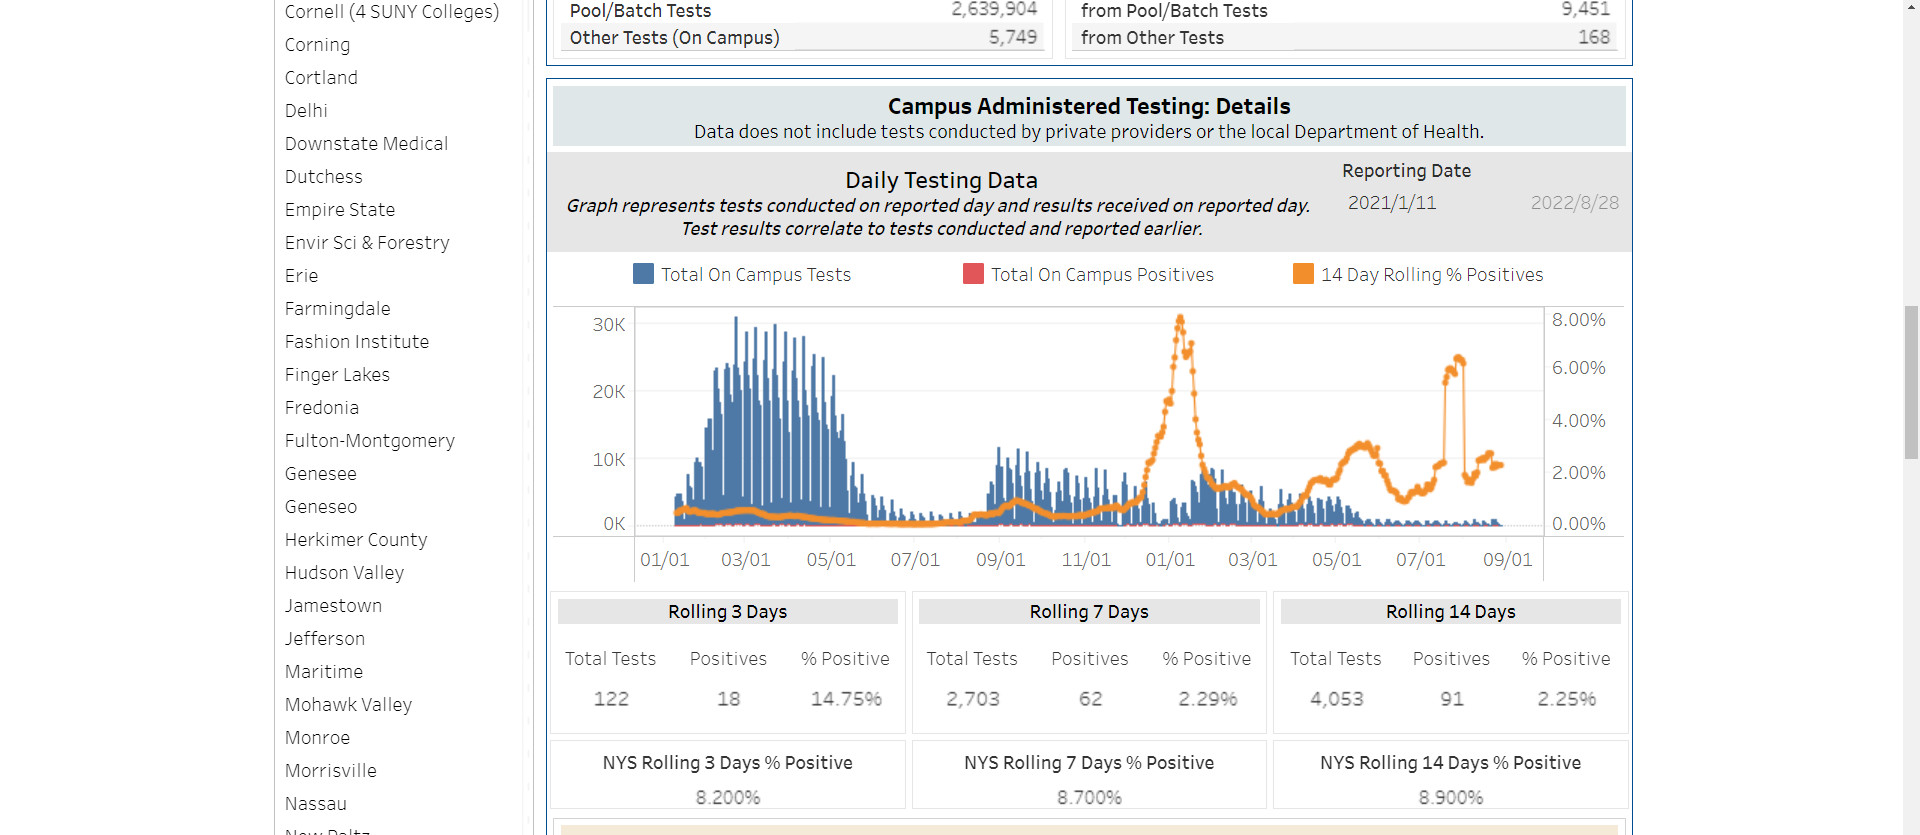 Cornell (4 SUNY Colleges)
Corning
Cortland
Delhi
Downstate Medical
Dutchess
Empire State
Envir Sci & Forestry
Erie
Farmingdale
Fashion Institute
Finger Lakes
Fredonia
Fulton-Montgomery
Genesee
Geneseo
Herkimer County
Hudson Valley
Jamestown
Jefferson
Maritime
Mohawk Valley
Monroe
Morrisville
Nassau
New Paltz
Pool/Batch Tests 2,639,904
Other Tests (On Campus) 5,749
from Pool/Batch Tests 9,451
from Other Tests 168
Campus Administered Testing: Details
Data does not include tests conducted by private providers or the local Department of Health.
Daily Testing Data
Graph represents tests conducted on reported day and results received on reported day.
Test results correlate to tests conducted and reported earlier.
Reporting Date
2021/1/11 2022/8/28
Total On Campus Tests Total On Campus Positives 14 Day Rolling % Positives
30K
20K
10K
0K
8.00%
6.00%
4.00%
2.00%
0.00%
01/01 03/01 05/01 07/01 09/01 11/01 01/01 03/01 05/01 07/01 09/01
Rolling 3 Days
Total Tests Positives % Positive
122 18 14.75%
Rolling 7 Days
Total Tests Positives % Positive
2,703 62 2.29%
Rolling 14 Days
Total Tests Positives % Positive
4,053 91 2.25%
NYS Rolling 3 Days % Positive
8.200%
NYS Rolling 7 Days % Positive
8.700%
NYS Rolling 14 Days % Positive
8.900%